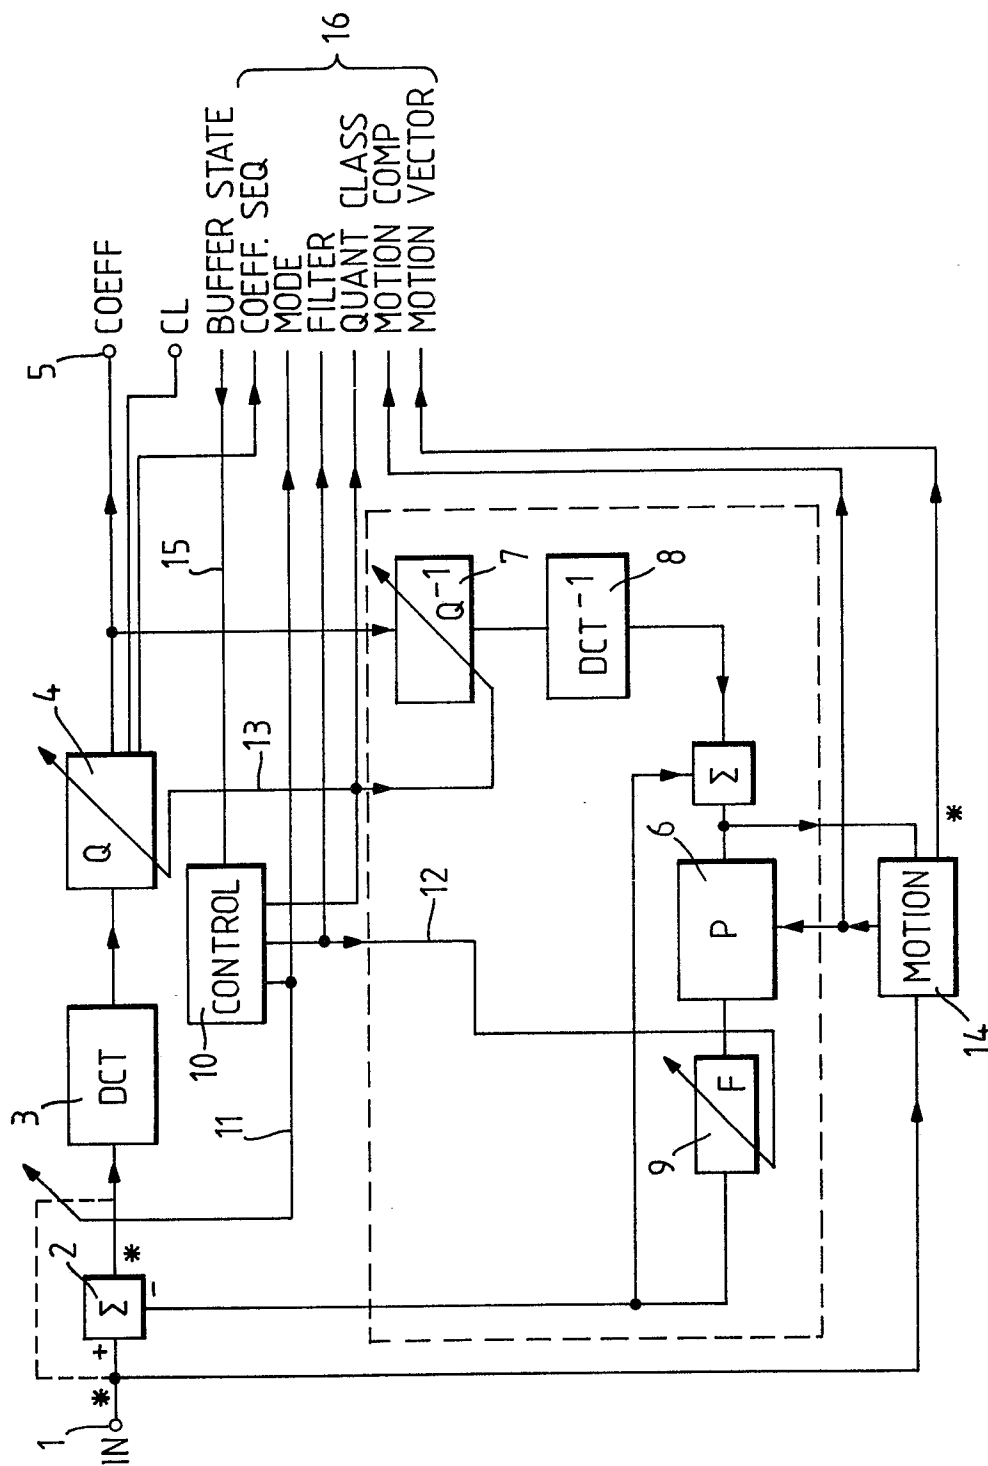 1
IN
*
+
2
Σ
*
-
3
DCT
4
Q
5
COEFF
CL
BUFFER STATE
COEFF. SEQ
MODE
FILTER
QUANT CLASS
MOTION COMP
MOTION VECTOR
16
10
CONTROL
11
12
13
15
Q⁻¹
7
DCT⁻¹
8
Σ
6
P
9
F
MOTION
14
*